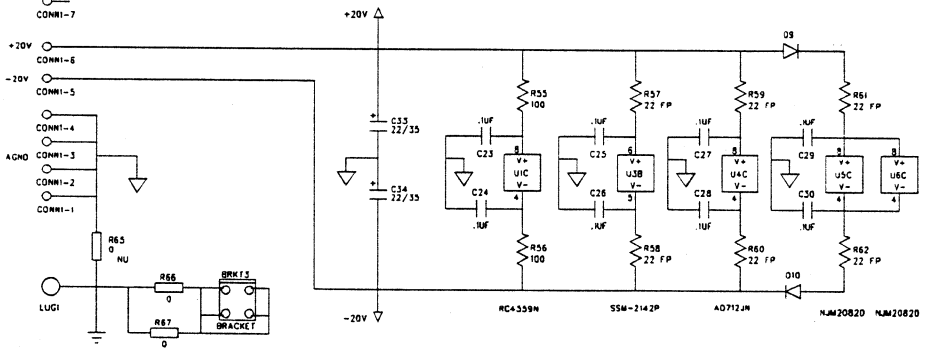 CONN1-7
+20V
+20V
CONN1-6
-20V
CONN1-5
CONN1-4
AGND
CONN1-3
CONN1-2
CONN1-1
R65
0
NU
LUG1
R66
0
R67
0
BRKT3
BRACKET
+
C33
22/35
+
C34
22/35
-20V
R55
100
.1UF
C23
8
V+
U1C
V-
4
C24
.1UF
R56
100
RC4559N
R57
22 FP
.1UF
C25
6
V+
U3B
V-
5
C26
.1UF
R58
22 FP
SSM-2142P
R59
22 FP
.1UF
C27
8
V+
U4C
V-
4
C28
.1UF
R60
22 FP
AD712JN
D9
R61
22 FP
.1UF
C29
8
V+
U5C
V-
4
8
V+
U6C
V-
4
C30
.1UF
R62
22 FP
D10
NJM2082D NJM2082D